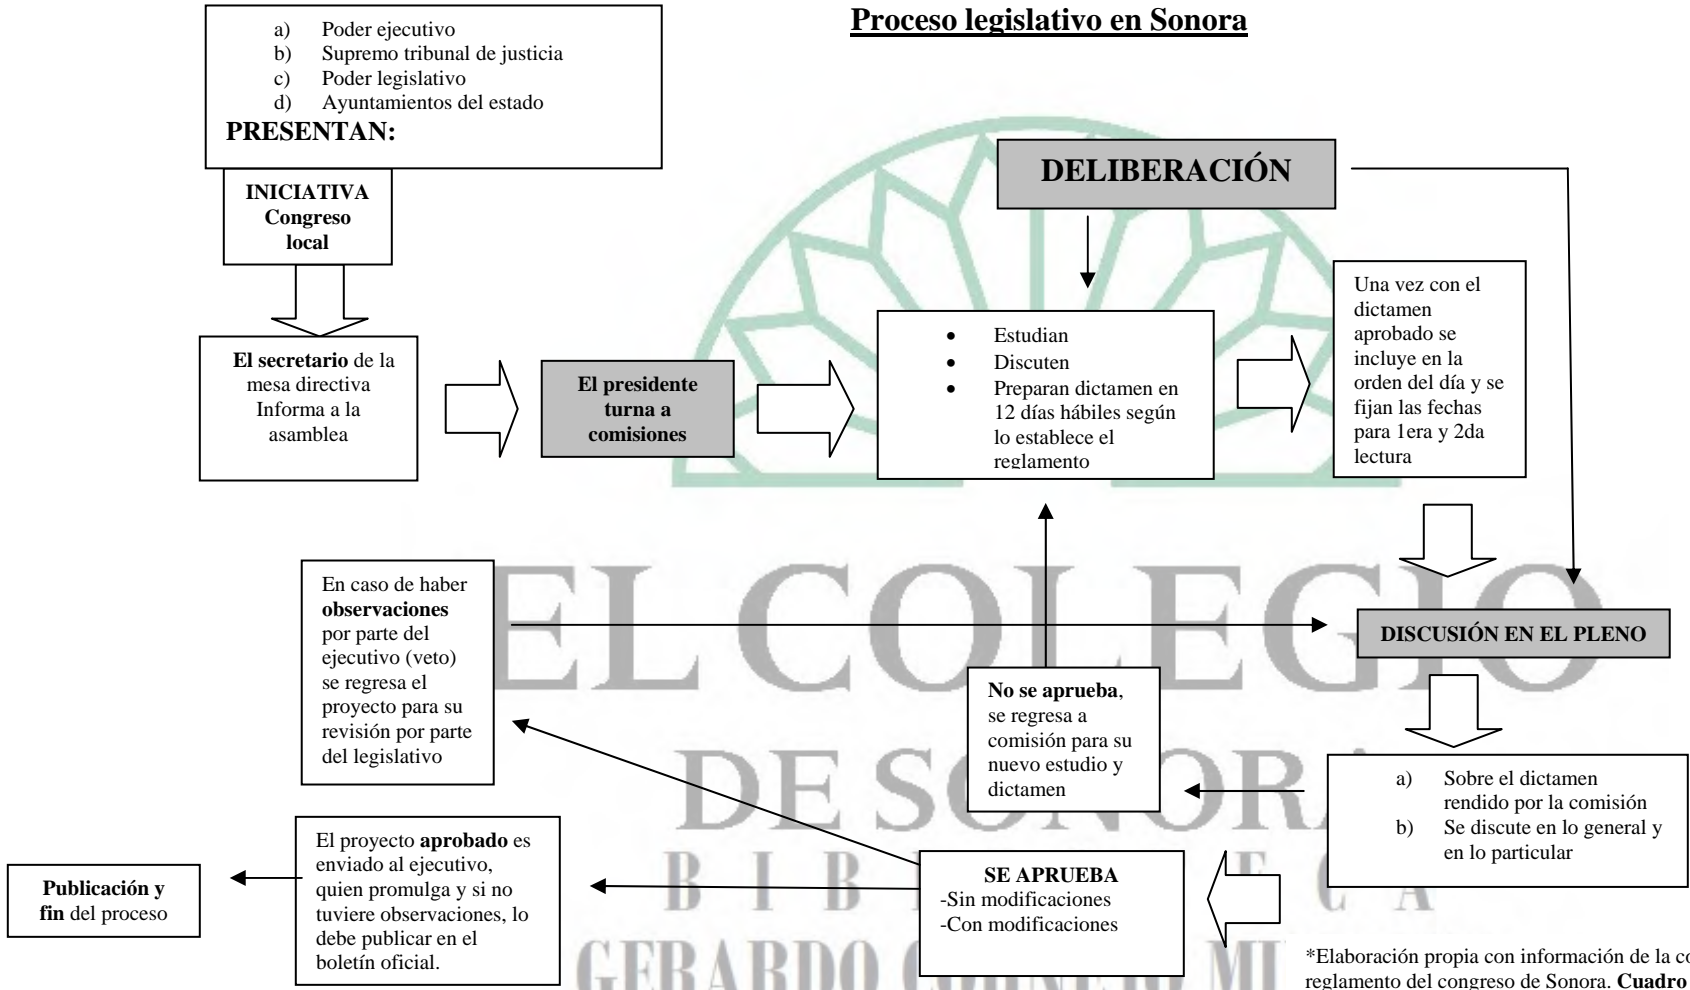 Proceso legislativo en Sonora
a) Poder ejecutivo
b) Supremo tribunal de justicia
c) Poder legislativo
d) Ayuntamientos del estado
PRESENTAN:
INICIATIVA
Congreso
local
El secretario de la
mesa directiva
Informa a la
asamblea
El presidente
turna a
comisiones
DELIBERACIÓN
• Estudian
• Discuten
• Preparan dictamen en
12 días hábiles según
lo establece el
reglamento
Una vez con el
dictamen
aprobado se
incluye en la
orden del día y se
fijan las fechas
para 1era y 2da
lectura
DISCUSIÓN EN EL PLENO
a) Sobre el dictamen
rendido por la comisión
b) Se discute en lo general y
en lo particular
No se aprueba,
se regresa a
comisión para su
nuevo estudio y
dictamen
SE APRUEBA
-Sin modificaciones
-Con modificaciones
En caso de haber
observaciones
por parte del
ejecutivo (veto)
se regresa el
proyecto para su
revisión por parte
del legislativo
El proyecto aprobado es
enviado al ejecutivo,
quien promulga y si no
tuviere observaciones, lo
debe publicar en el
boletín oficial.
Publicación y
fin del proceso
*Elaboración propia con información de la
reglamento del congreso de Sonora. Cuadro
EL COLEGIO
DE SONORA
GERARDO